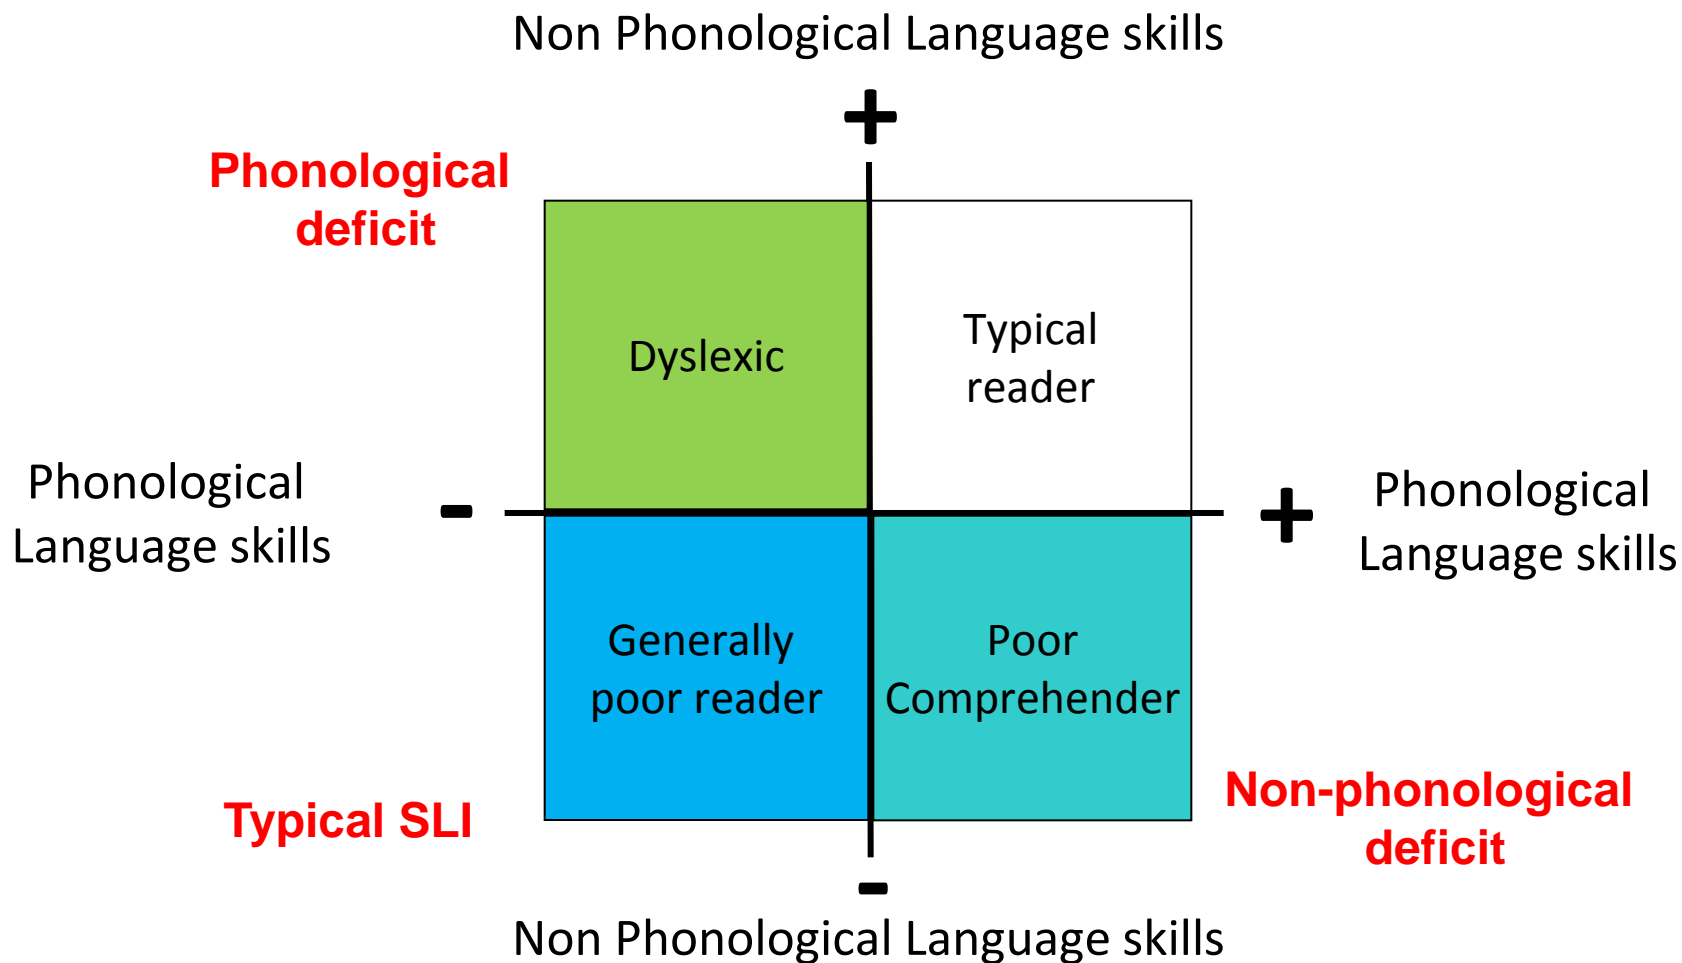 Non Phonological Language skills
+
Phonological
deficit
Dyslexic
Typical
reader
Phonological
Language skills
-
+
Phonological
Language skills
Generally
poor reader
Poor
Comprehender
Typical SLI
Non-phonological
deficit
-
Non Phonological Language skills